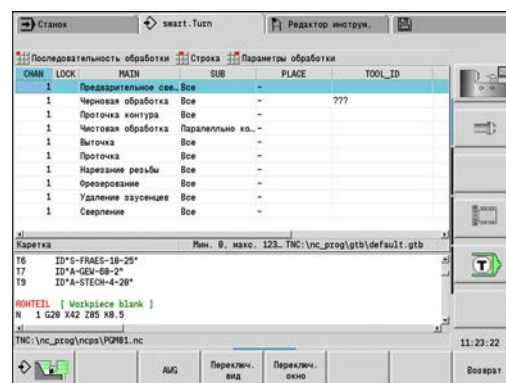 Станок smart.Turn Редактор инструм.
Последовательность обработки Строка Параметры обработки
CHAN LOCK MAIN SUB PLACE TOOL_ID
1 Предварительное све… Все –
1 Черновая обработка Все – ???
1 Проточка контура Все –
1 Чистовая обработка Паралеллньно ко… –
1 Выточка Все –
1 Проточка Все –
1 Нарезание резьбы Все –
1 Фрезерование Все –
1 Удаление заусенцев Все –
1 Сверление Все –
Каретка Мин. 0, макс. 123… TNC:\nc_prog\gtb\default.gtb
T6 ID"S-FRAES-18-25"
T7 ID"A-GEW-60-2"
T9 ID"A-STECH-4-20"
ROHTEIL [ Workpiece blank ]
N 1 G20 X42 Z85 K0.5
TNC:\nc_prog\ncps\PGM01.nc
T
11:23:22
AWG Переключ. вид Переключ. окно Возврат